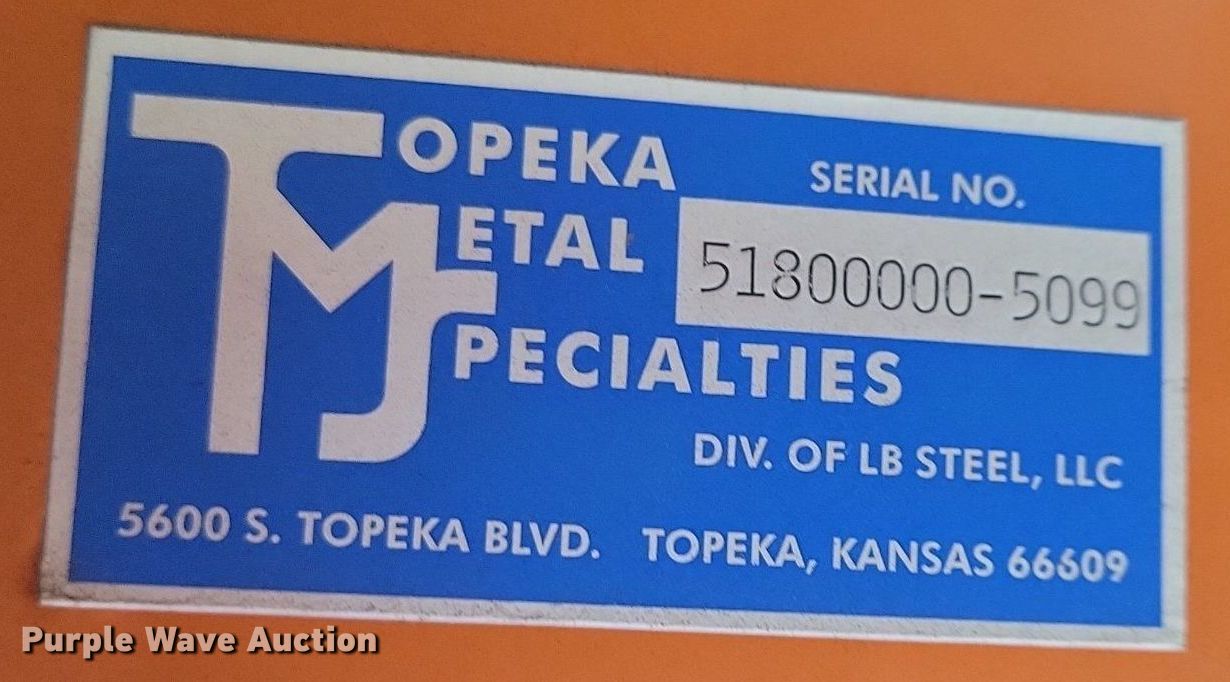 TOPEKA
METAL
SPECIALTIES
SERIAL NO.
51800000-5099
DIV. OF LB STEEL, LLC
5600 S. TOPEKA BLVD. TOPEKA, KANSAS 66609
Purple Wave Auction